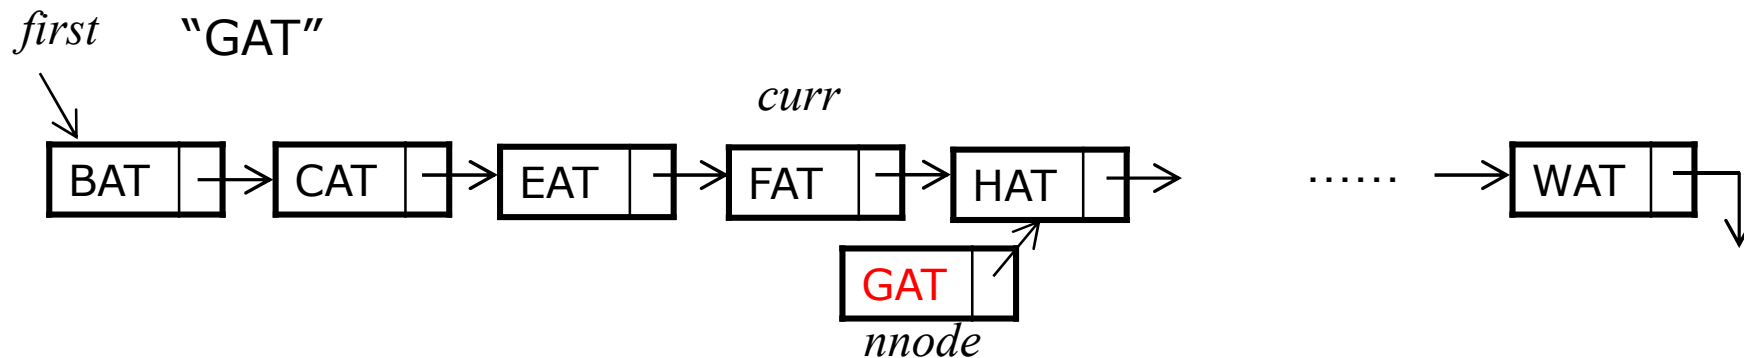 first “GAT”
curr
BAT CAT EAT FAT HAT ...... WAT
GAT
nnode